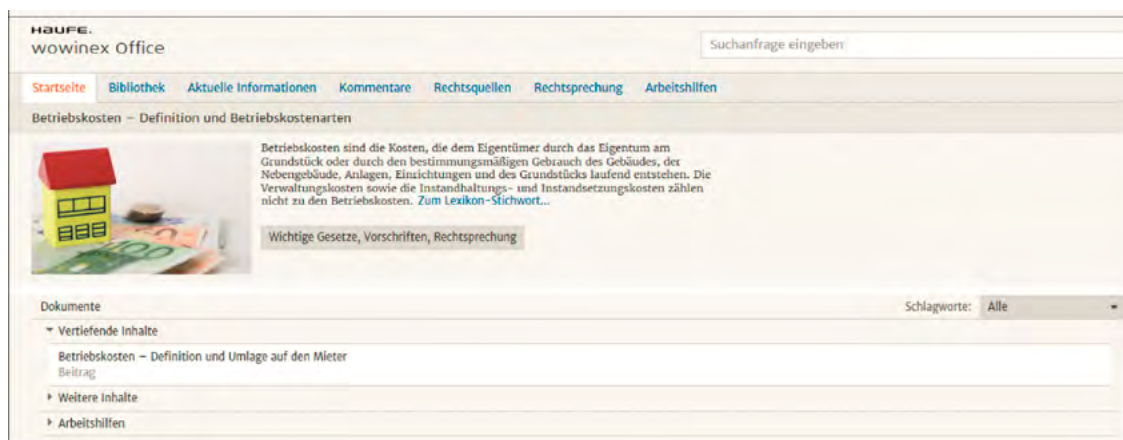 HAUFE.
wowinex Office
Suchanfrage eingeben
Startseite Bibliothek Aktuelle Informationen Kommentare Rechtsquellen Rechtsprechung Arbeitshilfen
Betriebskosten – Definition und Betriebskostenarten
Betriebskosten sind die Kosten, die dem Eigentümer durch das Eigentum am
Grundstück oder durch den bestimmungsmäßigen Gebrauch des Gebäudes, der
Nebengebäude, Anlagen, Einrichtungen und des Grundstücks laufend entstehen. Die
Verwaltungskosten sowie die Instandhaltungs- und Instandsetzungskosten zählen
nicht zu den Betriebskosten. Zum Lexikon-Stichwort...
Wichtige Gesetze, Vorschriften, Rechtsprechung
100
Dokumente
Schlagworte: Alle
Vertiefende Inhalte
Betriebskosten – Definition und Umlage auf den Mieter
Beitrag
Weitere Inhalte
Arbeitshilfen